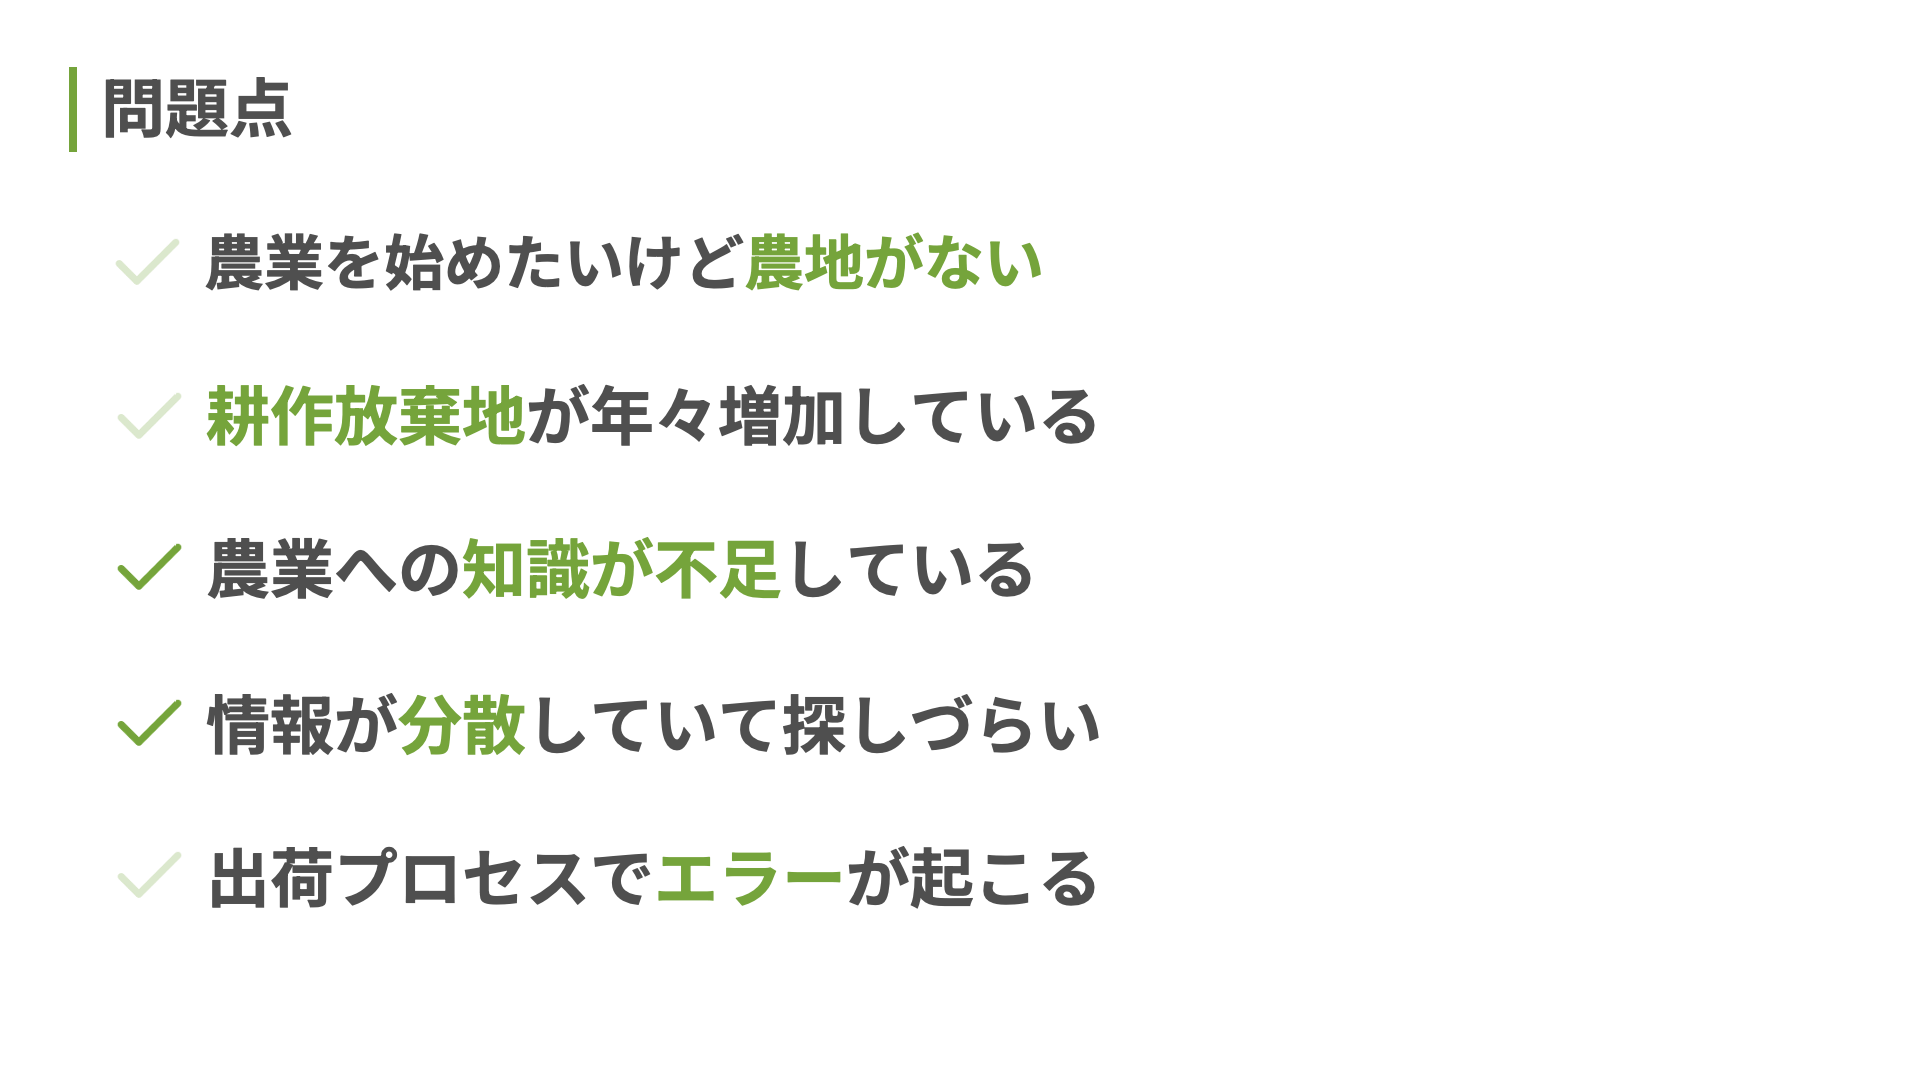 問題点
農業を始めたいけど農地がない
耕作放棄地が年々増加している
農業への知識が不足している
情報が分散していて探しづらい
出荷プロセスでエラーが起こる